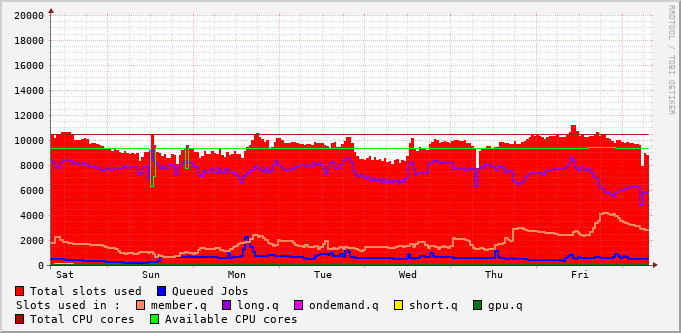 RRDTOOL / TOBI OETIKER
20000
18000
16000
14000
12000
10000
8000
6000
4000
2000
0
Sat Sun Mon Tue Wed Thu Fri
Total slots used Queued Jobs
Slots used in : member.q long.q ondemand.q short.q gpu.q
Total CPU cores Available CPU cores